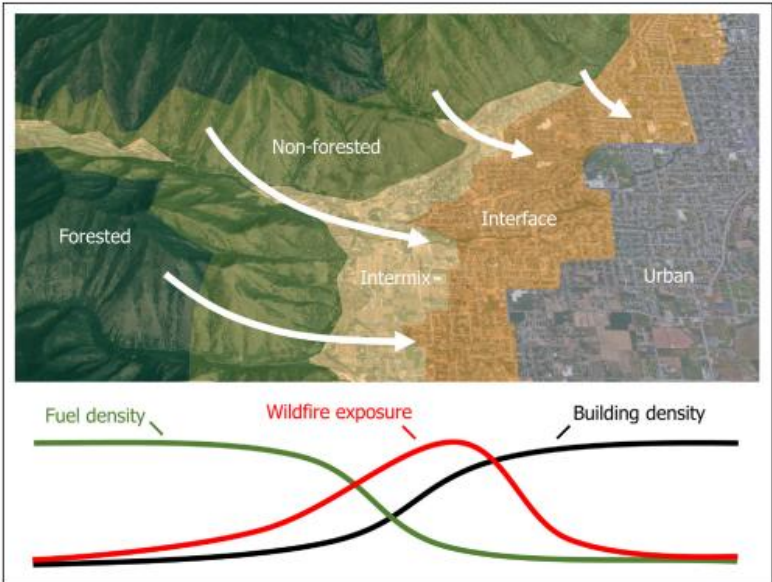 Non-forested
Forested
Interface
Intermix
Urban
Fuel density
Wildfire exposure
Building density